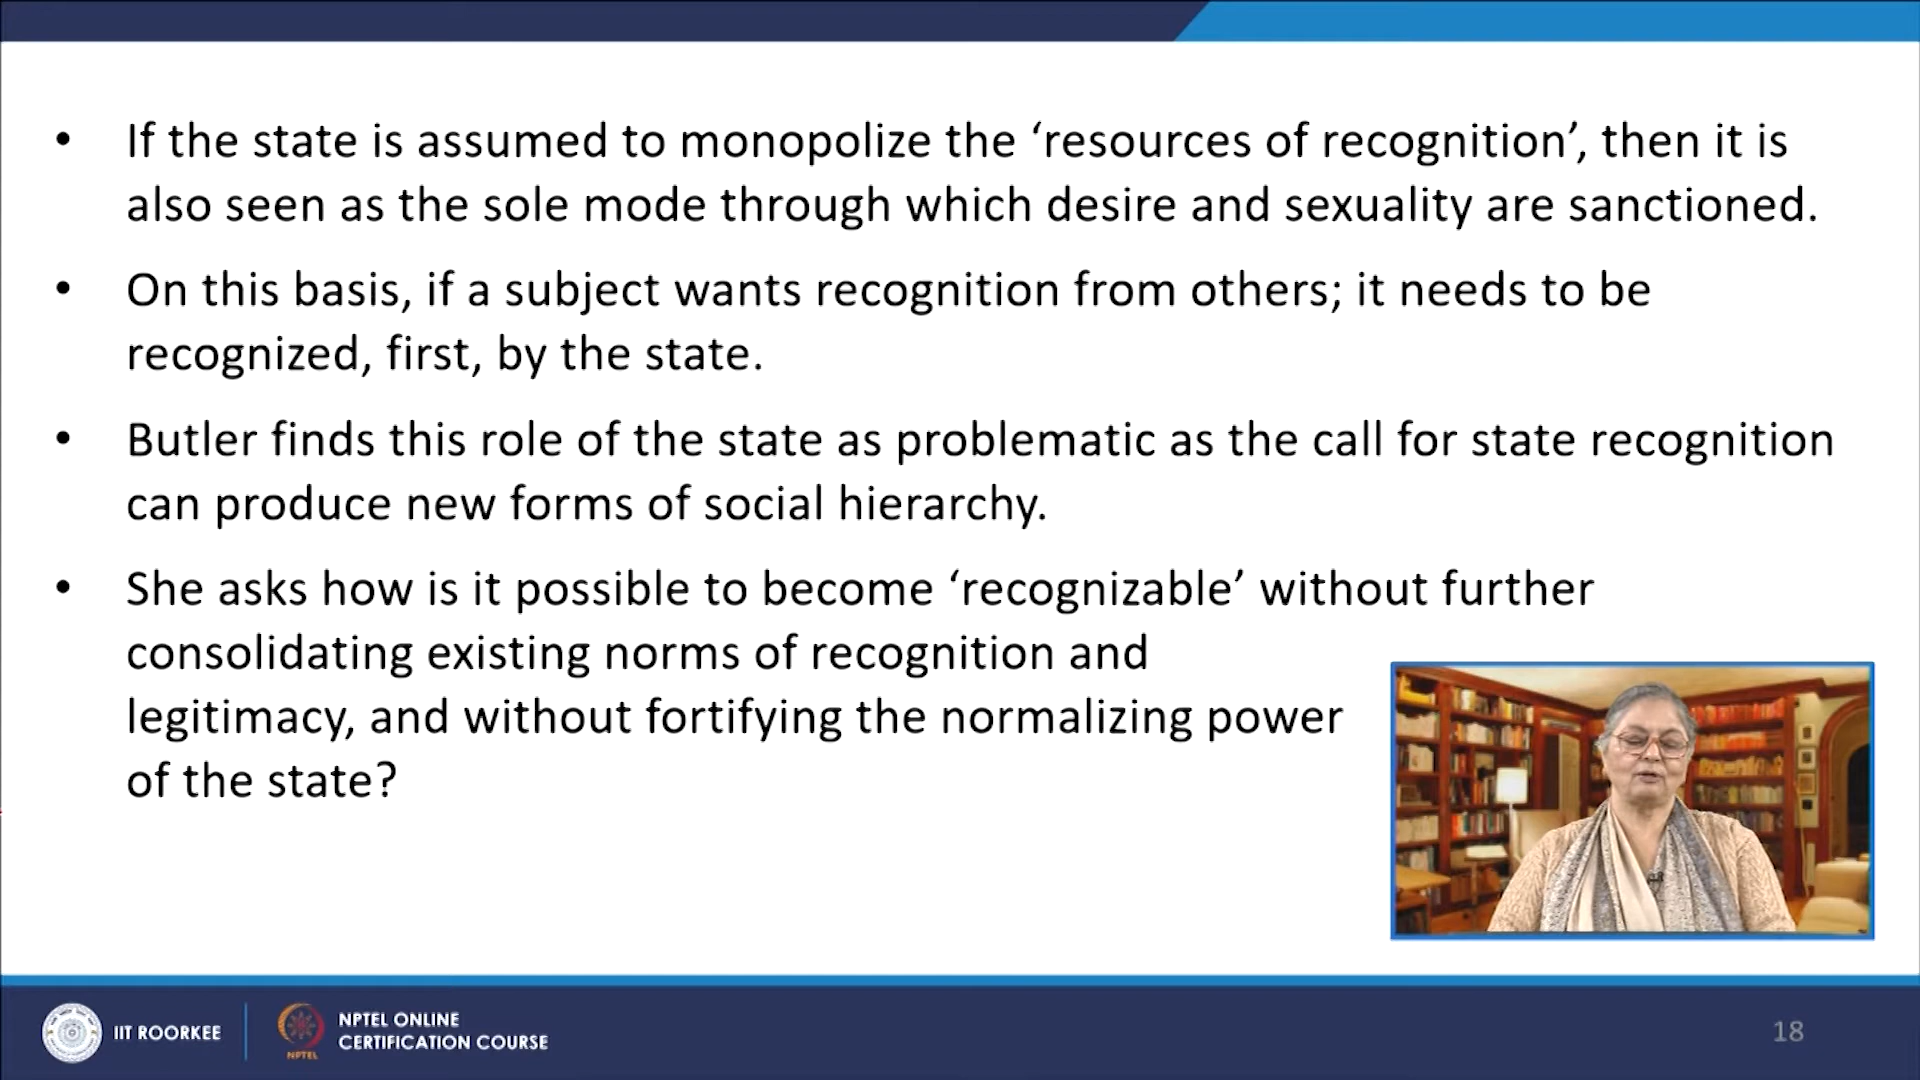 • If the state is assumed to monopolize the ‘resources of recognition’, then it is
also seen as the sole mode through which desire and sexuality are sanctioned.
• On this basis, if a subject wants recognition from others; it needs to be
recognized, first, by the state.
• Butler finds this role of the state as problematic as the call for state recognition
can produce new forms of social hierarchy.
• She asks how is it possible to become ‘recognizable’ without further
consolidating existing norms of recognition and
legitimacy, and without fortifying the normalizing power
of the state?
IIT ROORKEE
NPTEL
NPTEL ONLINE
CERTIFICATION COURSE
18